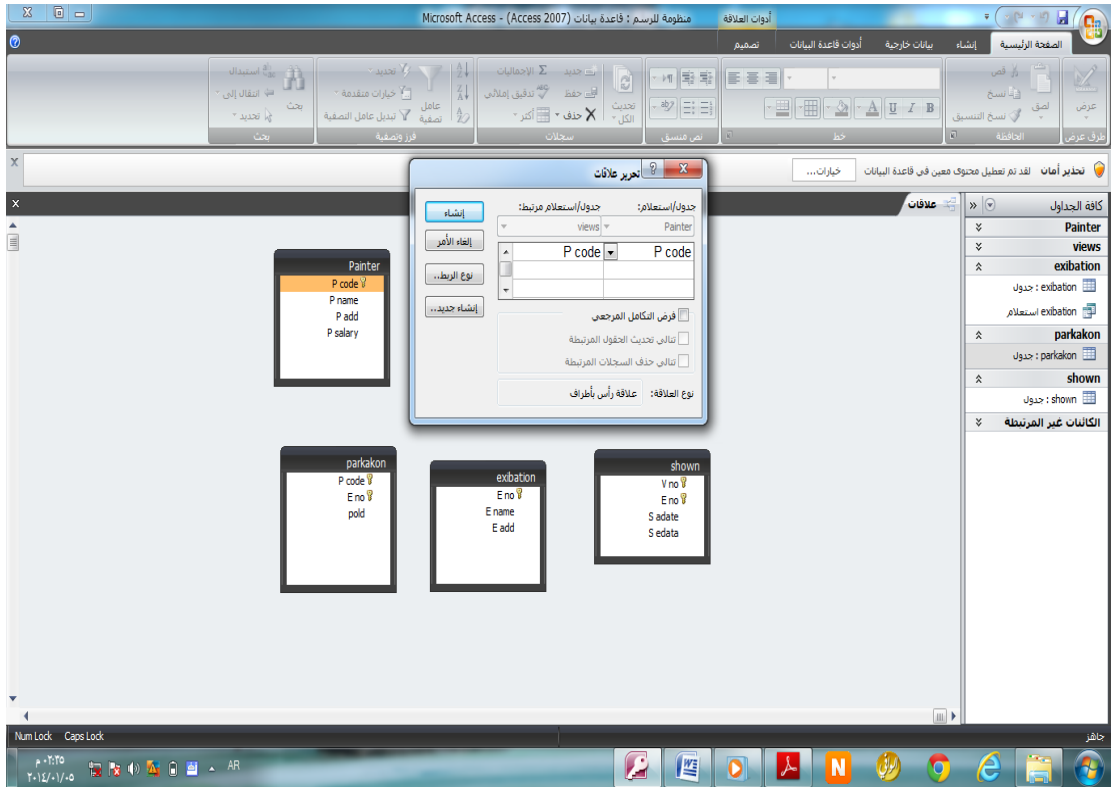 منظومة للرسم : قاعدة بيانات (Access 2007) - Microsoft Access
أدوات العلاقة
الصفحة الرئيسية
إنشاء
بيانات خارجية
أدوات قاعدة البيانات
تصميم
عرض
طرق عرض
لصق
قص
نسخ
نسخ التنسيق
الحافظة
B I U A
خط
نص منسق
تحديث الكل
جديد
حفظ
حذف
الإجماليات
تدقيق إملائي
أكثر
سجلات
عامل تصفية
تحديد
خيارات متقدمة
تبديل عامل التصفية
فرز وتصفية
بحث
استبدال
انتقال إلى
تحديد
بحث
تحذير أمان لقد تم تعطيل محتوى معين في قاعدة البيانات
خيارات...
كافة الجداول
Painter
views
exibation
exibation : جدول
exibation استعلام
parkakon
parkakon : جدول
shown
shown : جدول
الكائنات غير المرتبطة
علاقات
تحرير علاقات
جدول/استعلام:
جدول/استعلام مرتبط:
Painter
views
P code
P code
فرض التكامل المرجعي
تتالي تحديث الحقول المرتبطة
تتالي حذف السجلات المرتبطة
نوع العلاقة:
علاقة رأس بأطراف
إنشاء
إلغاء الأمر
نوع الربط..
إنشاء جديد..
Painter
P code
P name
P add
P salary
parkakon
P code
E no
pold
exibation
E no
E name
E add
shown
V no
E no
S adate
S edata
جاهز
Num Lock
Caps Lock
AR
٠٢:٣٥ م
٢٠١٤/٠١/٠٥